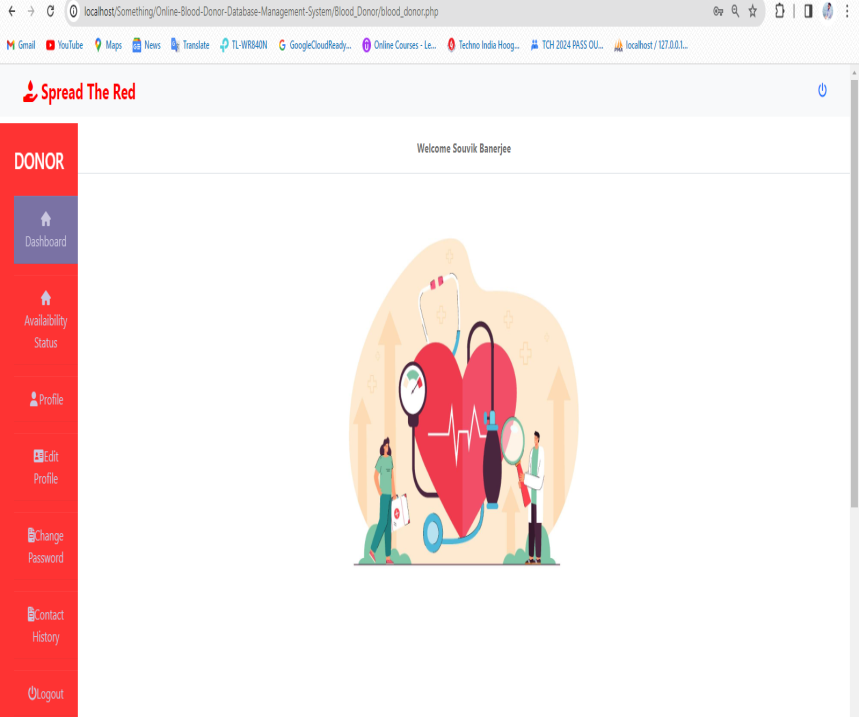 localhost/Something/Online-Blood-Donor-Database-Management-System/Blood_Donor/blood_donor.php
Gmail YouTube Maps News Translate TL-WR840N GoogleCloudReady... Online Courses - Le... Techno India Hoog... TCH 2024 PASS OU... localhost / 127.0.0.1...
Spread The Red
DONOR
Welcome Souvik Banerjee
Dashboard
Availaibility
Status
Profile
Edit
Profile
Change
Password
Contact
History
Logout